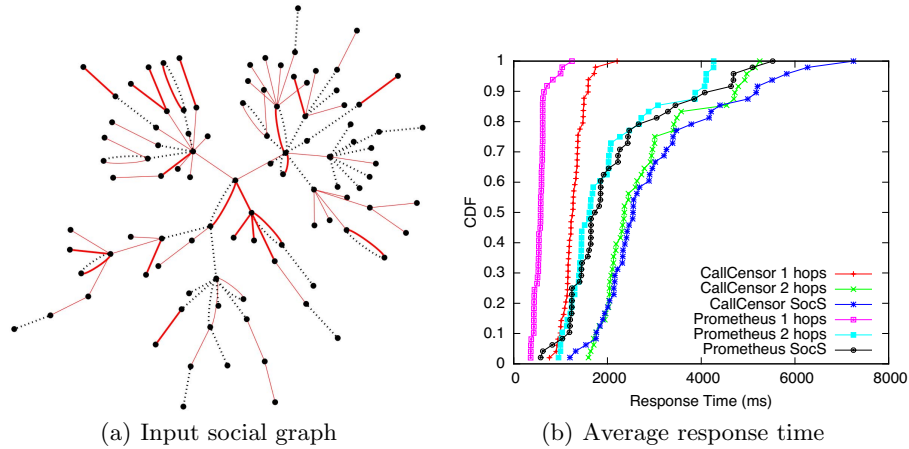 1
0.9
0.8
0.7
0.6
0.5
0.4
0.3
0.2
0.1
0
CDF
CallCensor 1 hops
CallCensor 2 hops
CallCensor SocS
Prometheus 1 hops
Prometheus 2 hops
Prometheus SocS
0 2000 4000 6000 8000
Response Time (ms)
(a) Input social graph
(b) Average response time